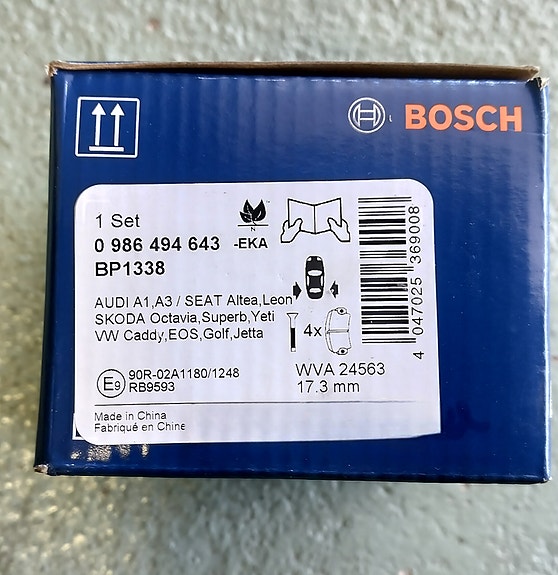 BOSCH
1 Set
0 986 494 643 -EKA
BP1338
AUDI A1,A3 / SEAT Altea,Leon
SKODA Octavia,Superb,Yeti
VW Caddy,EOS,Golf,Jetta
4x
E9 90R-02A1180/1248
RB9593
WVA 24563
17.3 mm
Made in China
Fabriqué en Chine
4 047025 369008